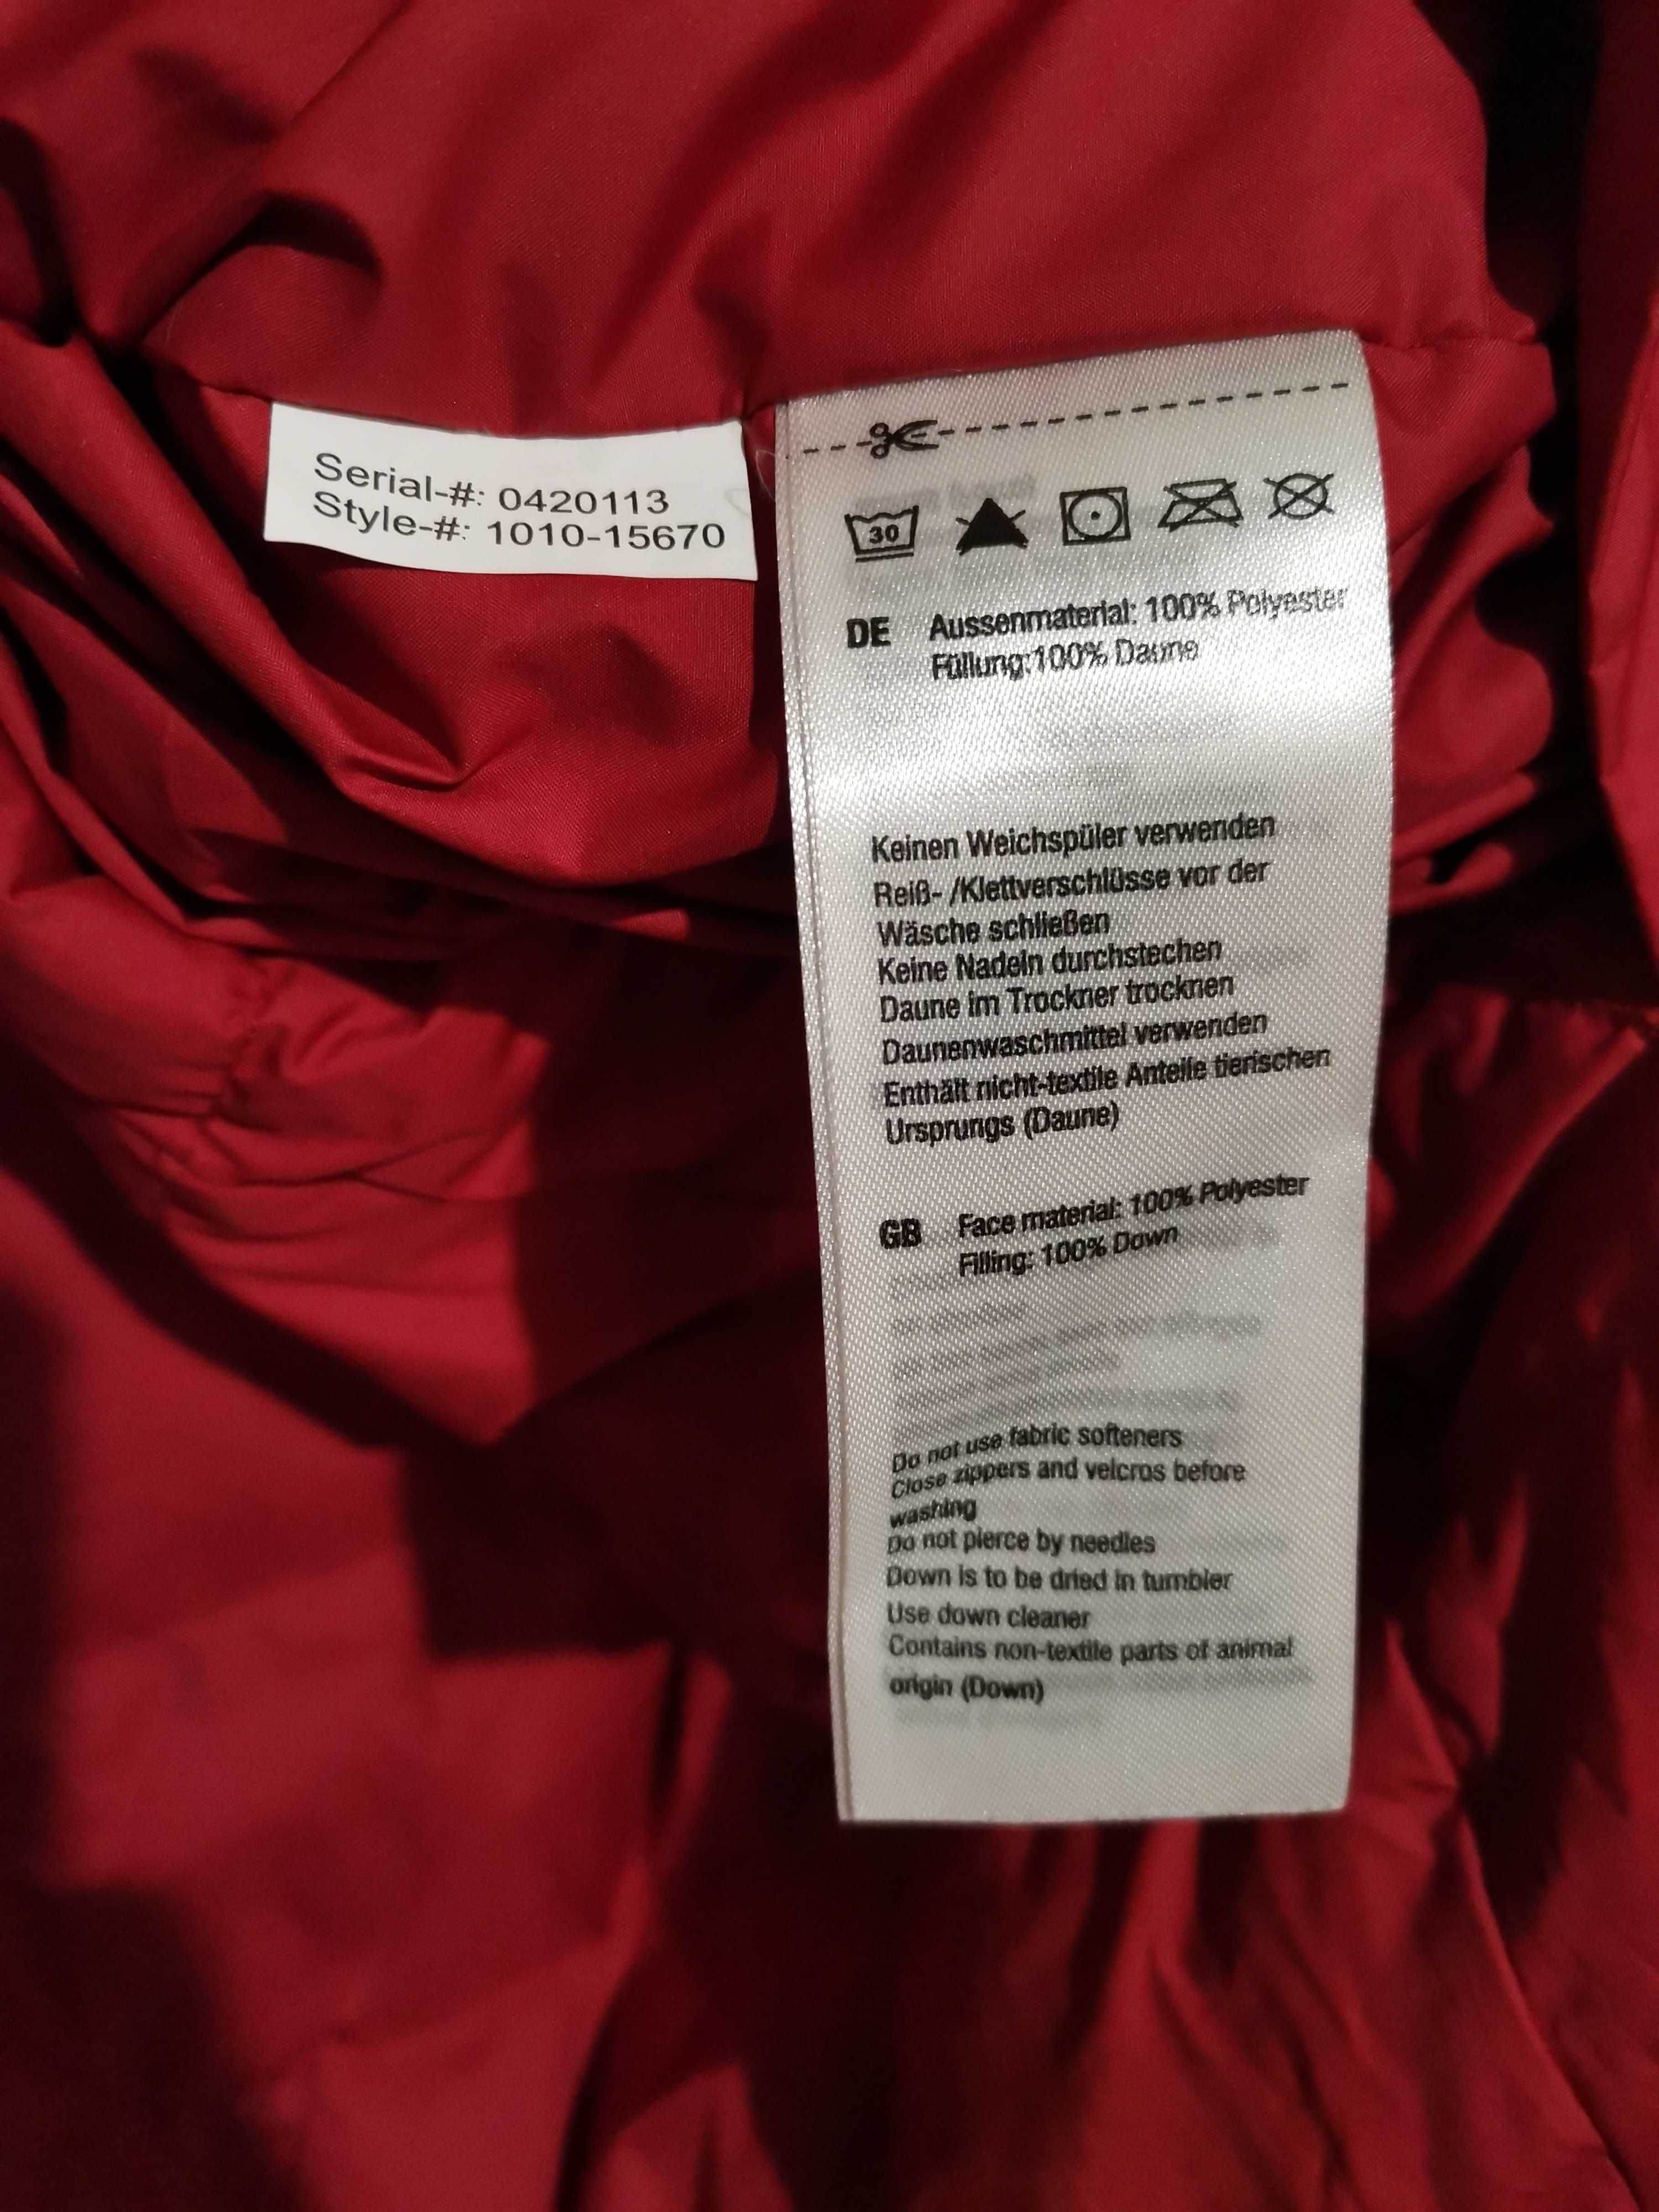 Serial-#: 0420113
Style-#: 1010-15670
30
DE Aussenmaterial: 100% Polyester
Füllung:100% Daune
Keinen Weichspüler verwenden
Reiß- /Klettverschlüsse vor der
Wäsche schließen
Keine Nadeln durchstechen
Daune im Trockner trocknen
Daunenwaschmittel verwenden
Enthält nicht-textile Anteile tierischen
Ursprungs (Daune)
GB Face material: 100% Polyester
Filling: 100% Down
Do not use fabric softeners
Close zippers and velcros before
washing
Do not pierce by needles
Down is to be dried in tumbler
Use down cleaner
Contains non-textile parts of animal
origin (Down)